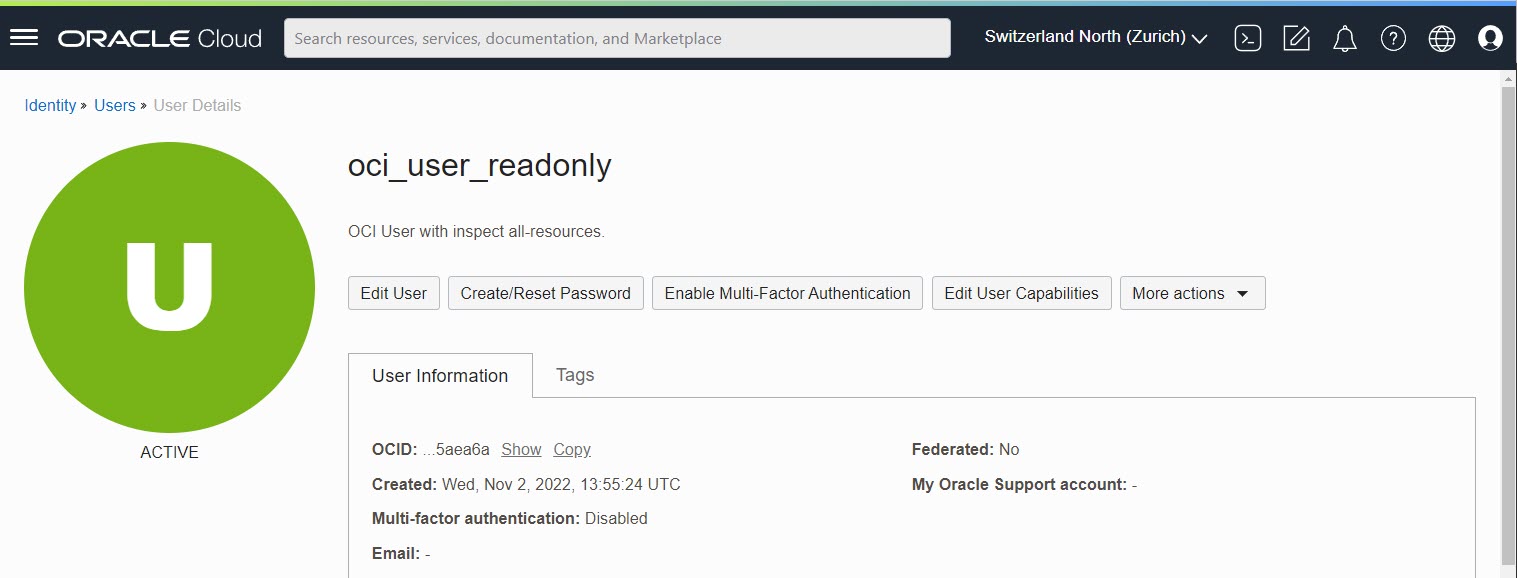 ORACLE Cloud
Search resources, services, documentation, and Marketplace
Switzerland North (Zurich)
Identity » Users » User Details
U
ACTIVE
oci_user_readonly
OCI User with inspect all-resources.
Edit User Create/Reset Password Enable Multi-Factor Authentication Edit User Capabilities More actions
User Information Tags
OCID: ...5aea6a Show Copy
Created: Wed, Nov 2, 2022, 13:55:24 UTC
Multi-factor authentication: Disabled
Email: -
Federated: No
My Oracle Support account: -